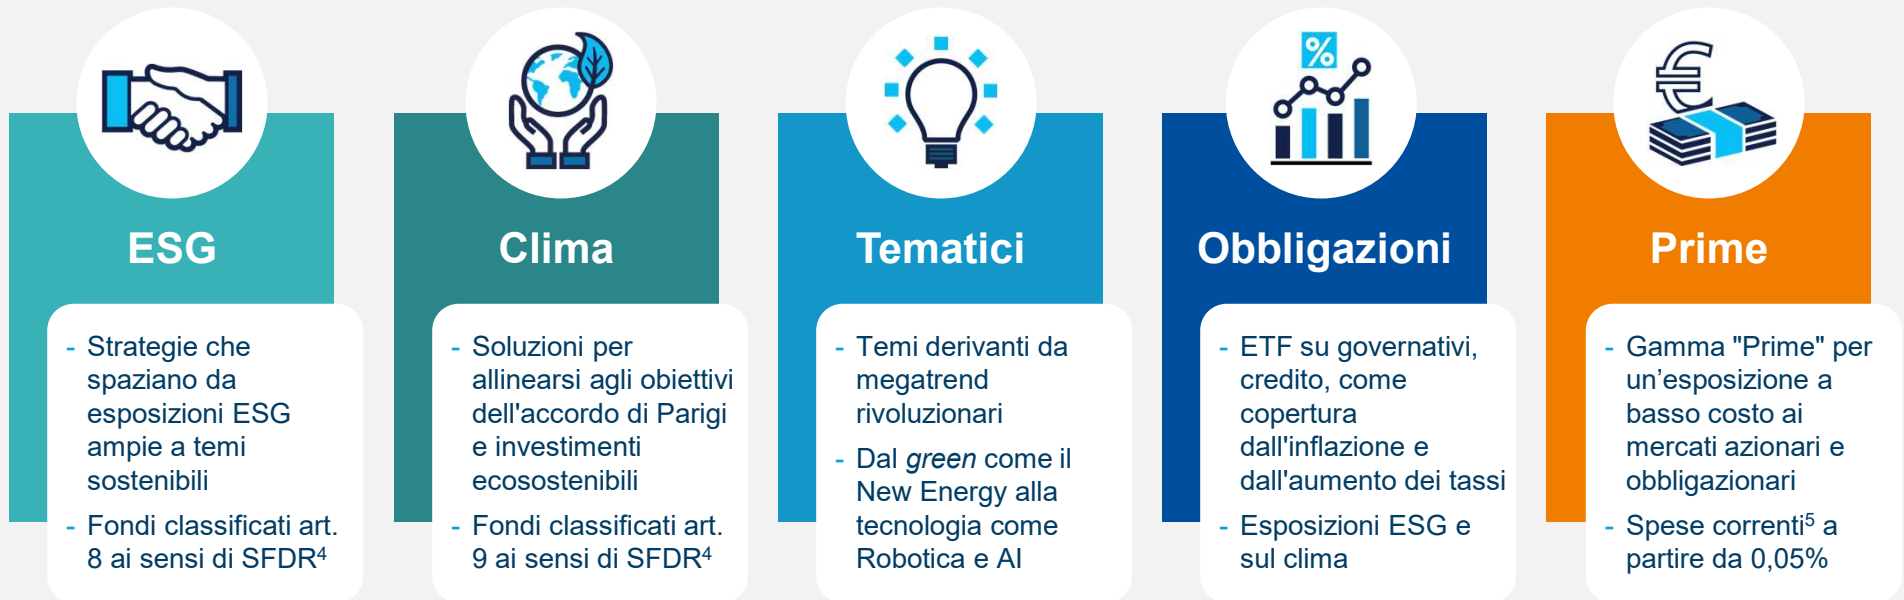 %
€
ESG
- Strategie che
spaziano da
esposizioni ESG
ampie a temi
sostenibili
- Fondi classificati art.
8 ai sensi di SFDR⁴
Clima
- Soluzioni per
allinearsi agli obiettivi
dell'accordo di Parigi
e investimenti
ecosostenibili
- Fondi classificati art.
9 ai sensi di SFDR⁴
Tematici
- Temi derivanti da
megatrend
rivoluzionari
- Dal green come il
New Energy alla
tecnologia come
Robotica e AI
Obbligazioni
- ETF su governativi,
credito, come
copertura
dall'inflazione e
dall'aumento dei tassi
- Esposizioni ESG e
sul clima
Prime
- Gamma "Prime" per
un’esposizione a
basso costo ai
mercati azionari e
obbligazionari
- Spese correnti⁵ a
partire da 0,05%